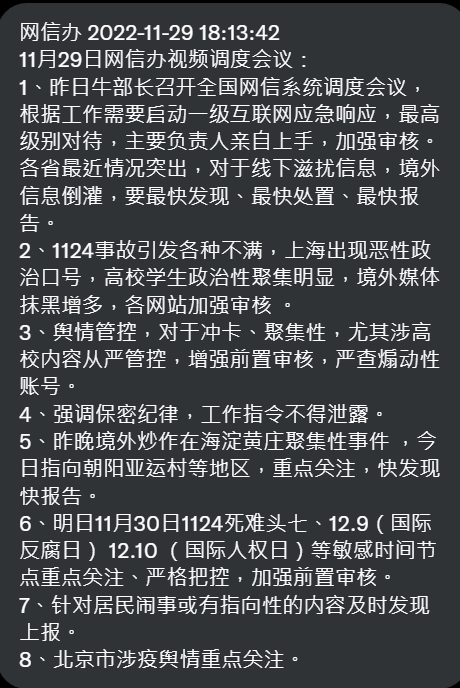 网信办 2022-11-29 18:13:42
11月29日网信办视频调度会议：
1、昨日牛部长召开全国网信系统调度会议，
根据工作需要启动一级互联网应急响应，最高
级别对待，主要负责人亲自上手，加强审核。
各省最近情况突出，对于线下滋扰信息，境外
信息倒灌，要最快发现、最快处置、最快报
告。
2、1124事故引发各种不满，上海出现恶性政
治口号，高校学生政治性聚集明显，境外媒体
抹黑增多，各网站加强审核 。
3、舆情管控，对于冲卡、聚集性，尤其涉高
校内容从严管控，增强前置审核，严查煽动性
账号。
4、强调保密纪律，工作指令不得泄露。
5、昨晚境外炒作在海淀黄庄聚集性事件 ，今
日指向朝阳亚运村等地区，重点关注，快发现
快报告。
6、明日11月30日1124死难头七、12.9（国际
反腐日） 12.10 （国际人权日）等敏感时间节
点重点关注、严格把控，加强前置审核。
7、针对居民闹事或有指向性的内容及时发现
上报。
8、北京市涉疫舆情重点关注。